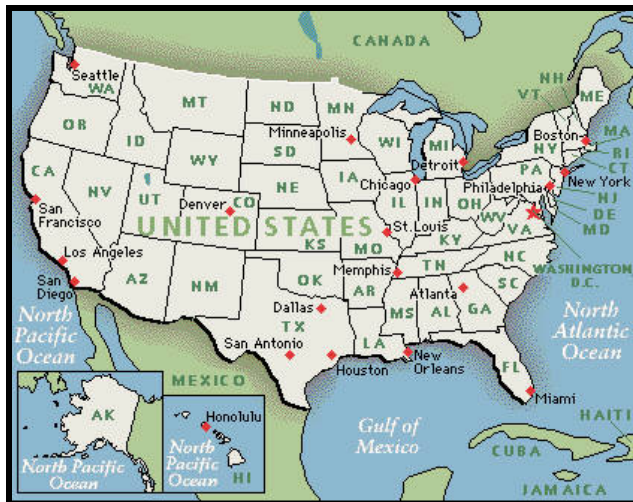 CANADA
Seattle
WA
MT
ND
MN
NH
VT
ME
OR
ID
Minneapolis
WI
MI
Boston
MA
NY
RI
CT
WY
SD
Detroit
CA
NV
UT
Denver
CO
NE
IA
Chicago
IL
IN
OH
PA
Philadelphia
New York
NJ
DE
MD
WV
VA
San
Francisco
UNITED STATES
KS
St.Louis
MO
KY
WASHINGTON
D.C.
Los Angeles
San
Diego
AZ
NM
OK
AR
Memphis
TN
NC
SC
Atlanta
MS
AL
GA
Dallas
TX
LA
San Antonio
Houston
New
Orleans
FL
Miami
North
Pacific
Ocean
North
Atlantic
Ocean
MEXICO
Gulf of
Mexico
AK
North Pacific
Ocean
Honolulu
North
Pacific
Ocean
HI
CUBA
HAITI
JAMAICA